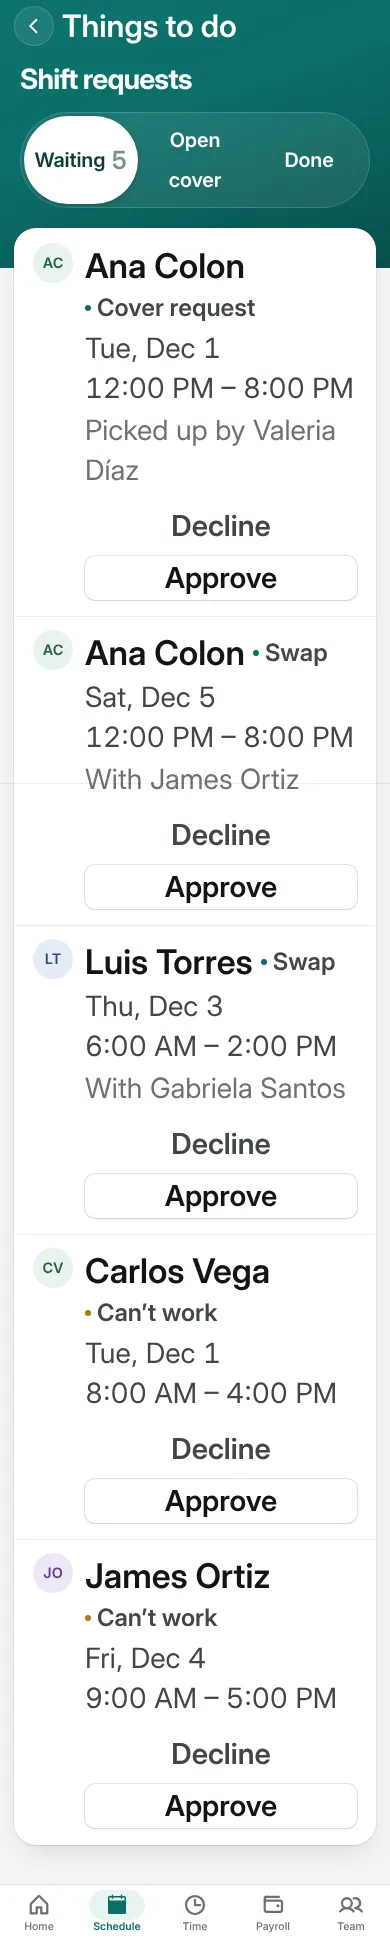 Things to do
Shift requests
Waiting 5
Open
cover
Done
AC
Ana Colon
• Cover request
Tue, Dec 1
12:00 PM – 8:00 PM
Picked up by Valeria
Díaz
Decline
Approve
AC
Ana Colon • Swap
Sat, Dec 5
12:00 PM – 8:00 PM
With James Ortiz
Decline
Approve
LT
Luis Torres • Swap
Thu, Dec 3
6:00 AM – 2:00 PM
With Gabriela Santos
Decline
Approve
CV
Carlos Vega
• Can’t work
Tue, Dec 1
8:00 AM – 4:00 PM
Decline
Approve
JO
James Ortiz
• Can’t work
Fri, Dec 4
9:00 AM – 5:00 PM
Decline
Approve
Home
Schedule
Time
Payroll
Team